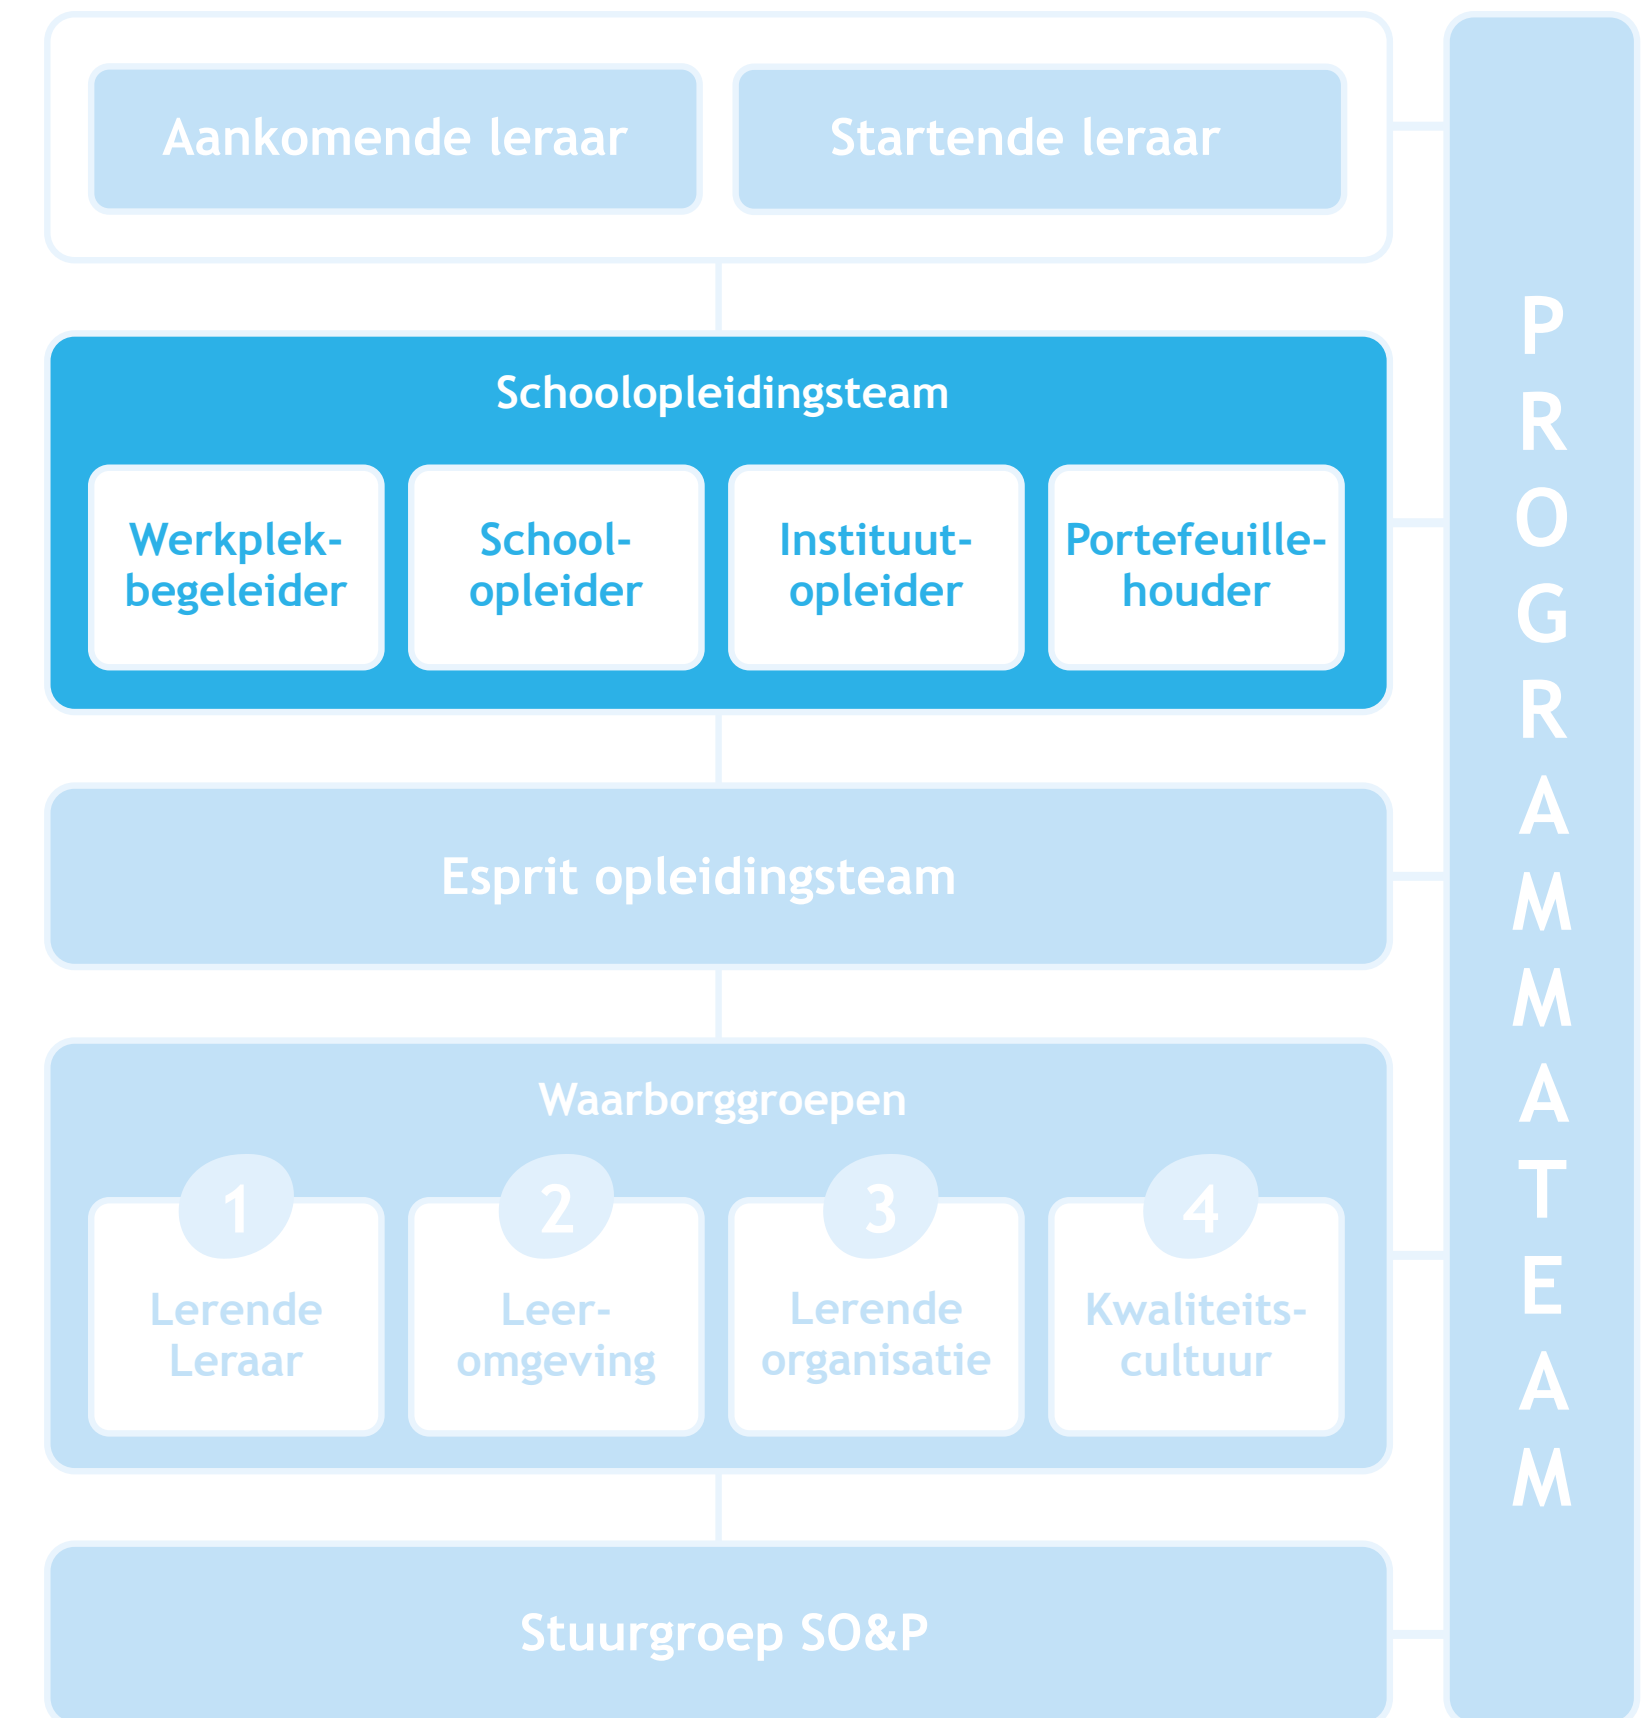 Aankomende leraar
Startende leraar
Schoolopleidingsteam
Werkplek-
begeleider
School-
opleider
Instituut-
opleider
Portefeuille-
houder
Esprit opleidingsteam
Waarborggroepen
1
Lerende
Leraar
2
Leer-
omgeving
3
Lerende
organisatie
4
Kwaliteits-
cultuur
Stuurgroep SO&P
PROGRAMMATEAM